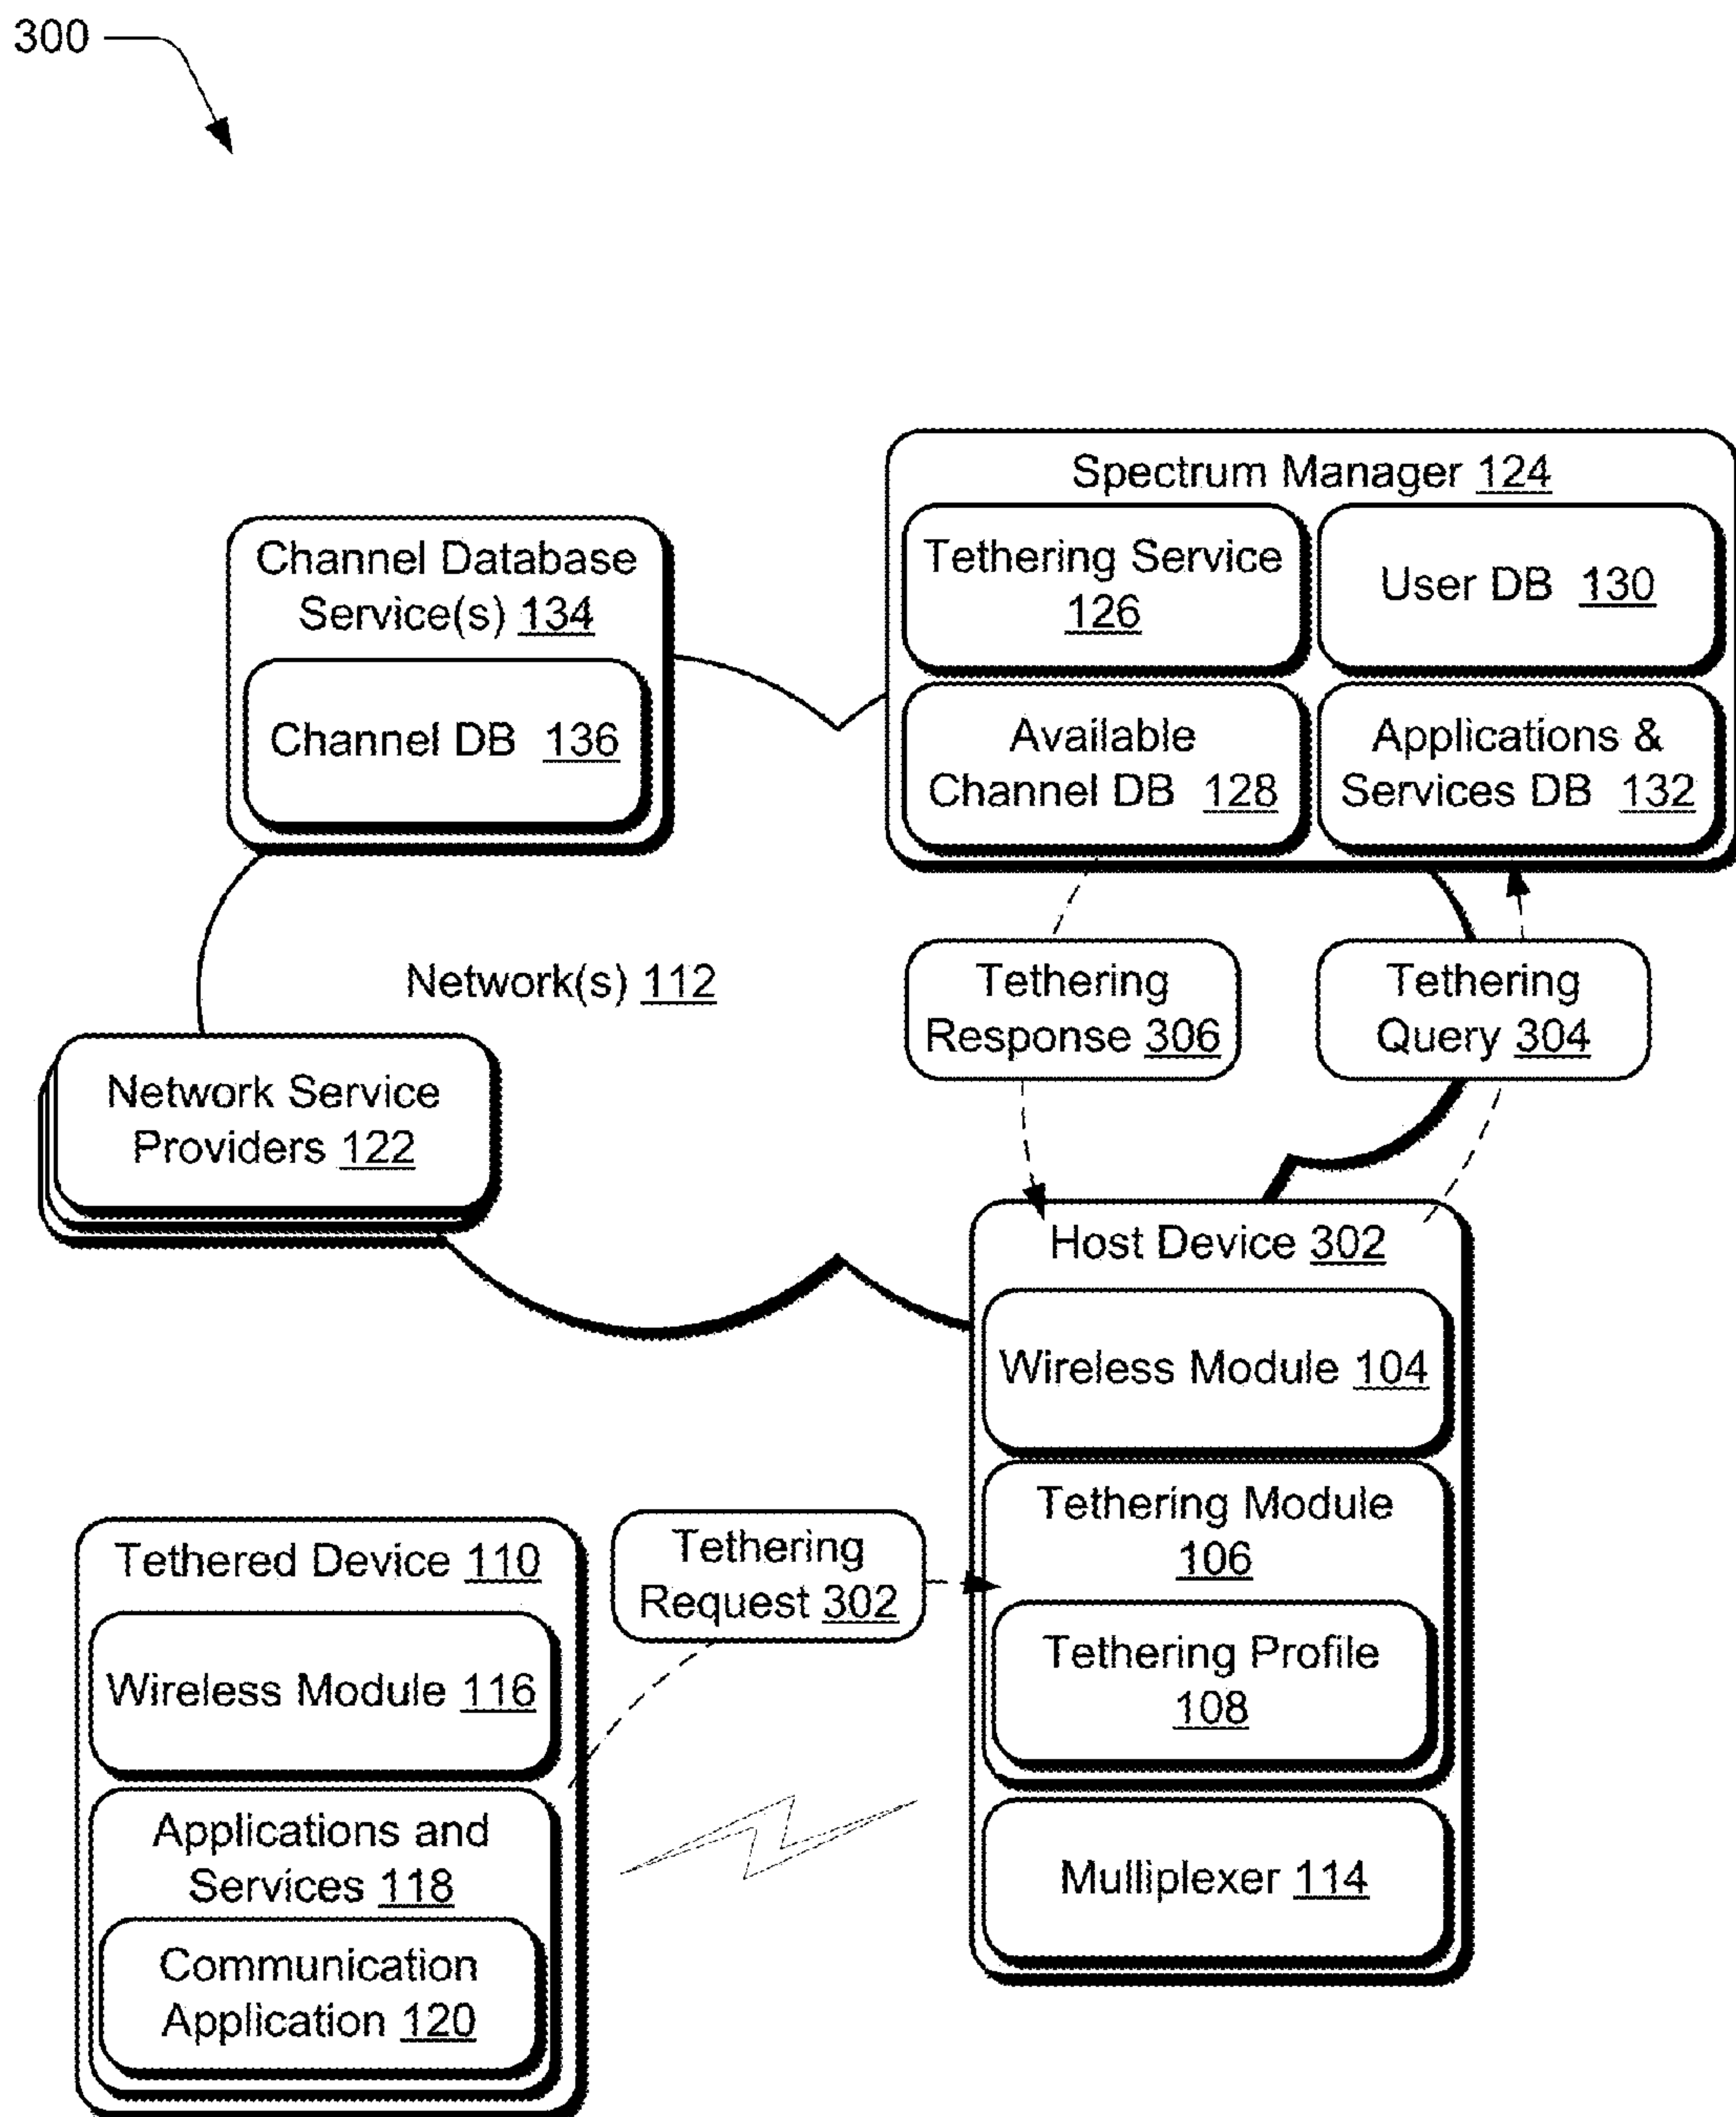 300
Spectrum Manager 124
Tethering Service
126
User DB 130
Available
Channel DB 128
Applications &
Services DB 132
Channel Database
Service(s) 134
Channel DB 136
Network(s) 112
Tethering
Response 306
Tethering
Query 304
Network Service
Providers 122
Host Device 302
Wireless Module 104
Tethering Module
106
Tethering Profile
108
Mulliplexer 114
Tethering
Request 302
Tethered Device 110
Wireless Module 116
Applications and
Services 118
Communication
Application 120